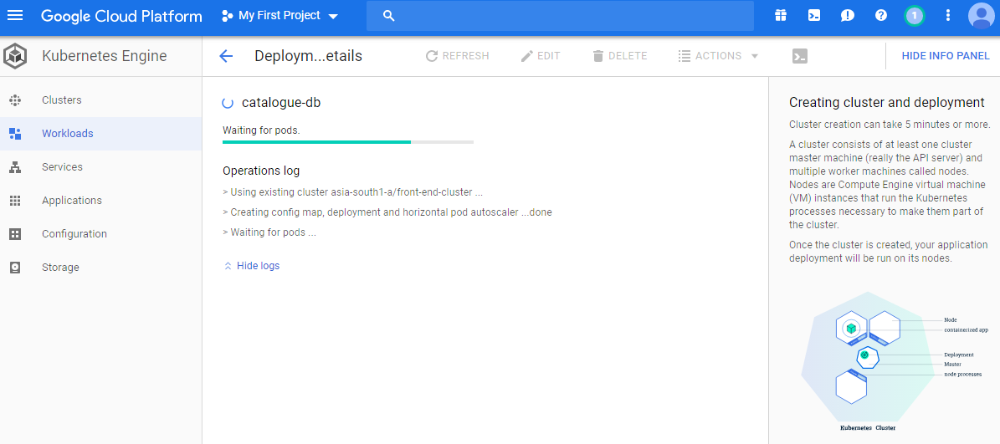 Google Cloud Platform
My First Project
1
Kubernetes Engine
Deploym...etails
REFRESH
EDIT
DELETE
ACTIONS
HIDE INFO PANEL
Clusters
Workloads
Services
Applications
Configuration
Storage
catalogue-db
Waiting for pods.
Operations log
> Using existing cluster asia-south1-a/front-end-cluster ...
> Creating config map, deployment and horizontal pod autoscaler ...done
> Waiting for pods ...
Hide logs
Creating cluster and deployment
Cluster creation can take 5 minutes or more.
A cluster consists of at least one cluster
master machine (really the API server) and
multiple worker machines called nodes.
Nodes are Compute Engine virtual machine
(VM) instances that run the Kubernetes
processes necessary to make them part of
the cluster.
Once the cluster is created, your application
deployment will be run on its nodes.
Node
containerized app
Deployment
Master
node processes
Kubernetes Cluster